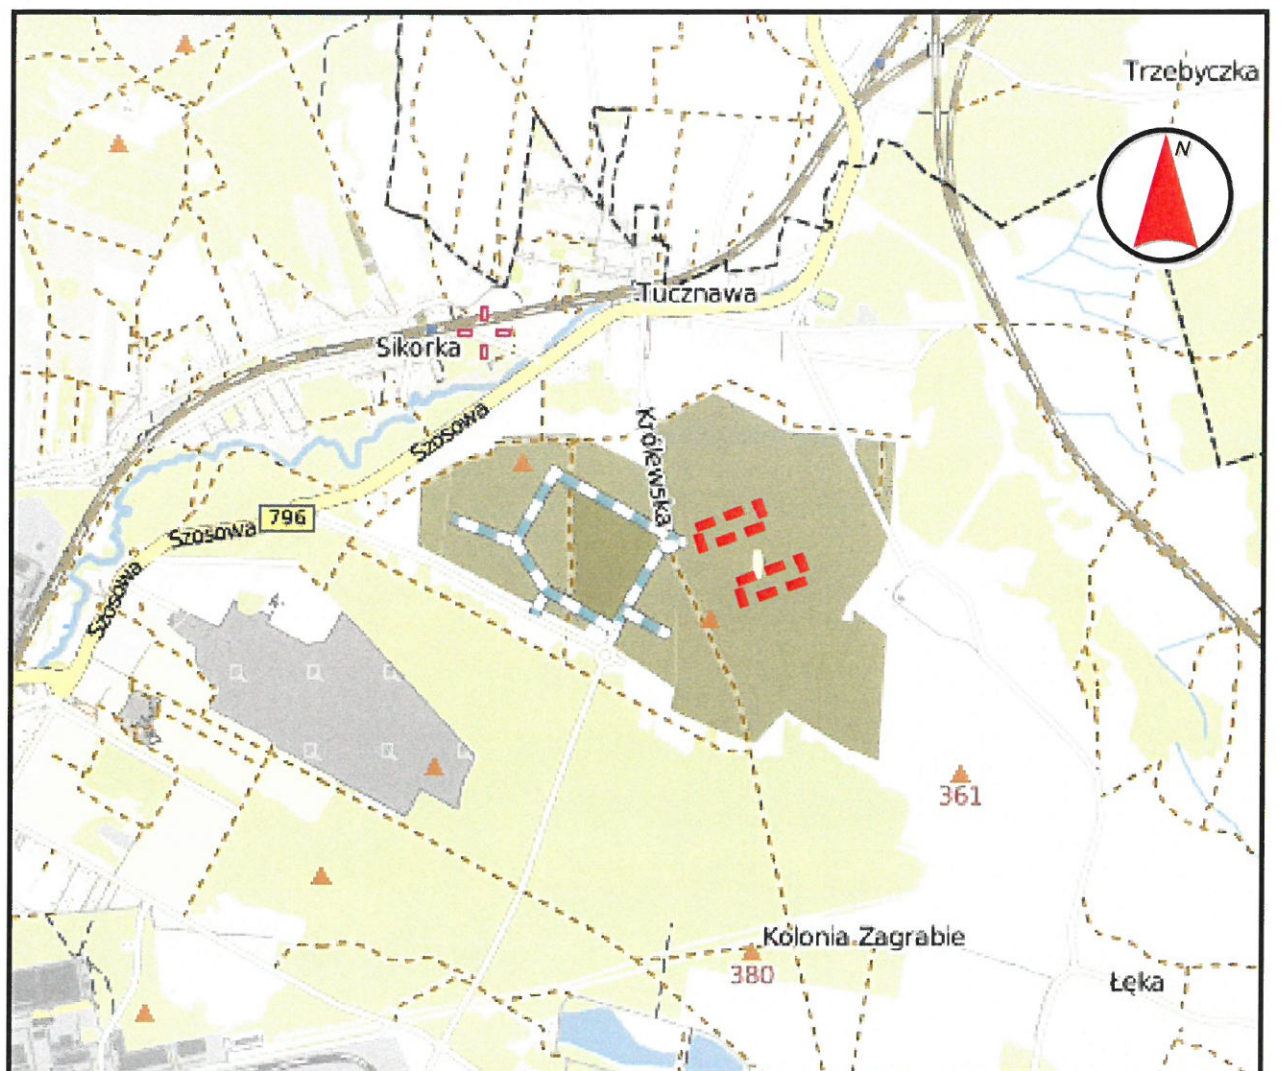 Trzebyczka
N
Tucznawa
Sikorka
Szosowa
Królewska
796
Szosowa
Szosowa
361
Kolonia Zagrabie
380
Łęka